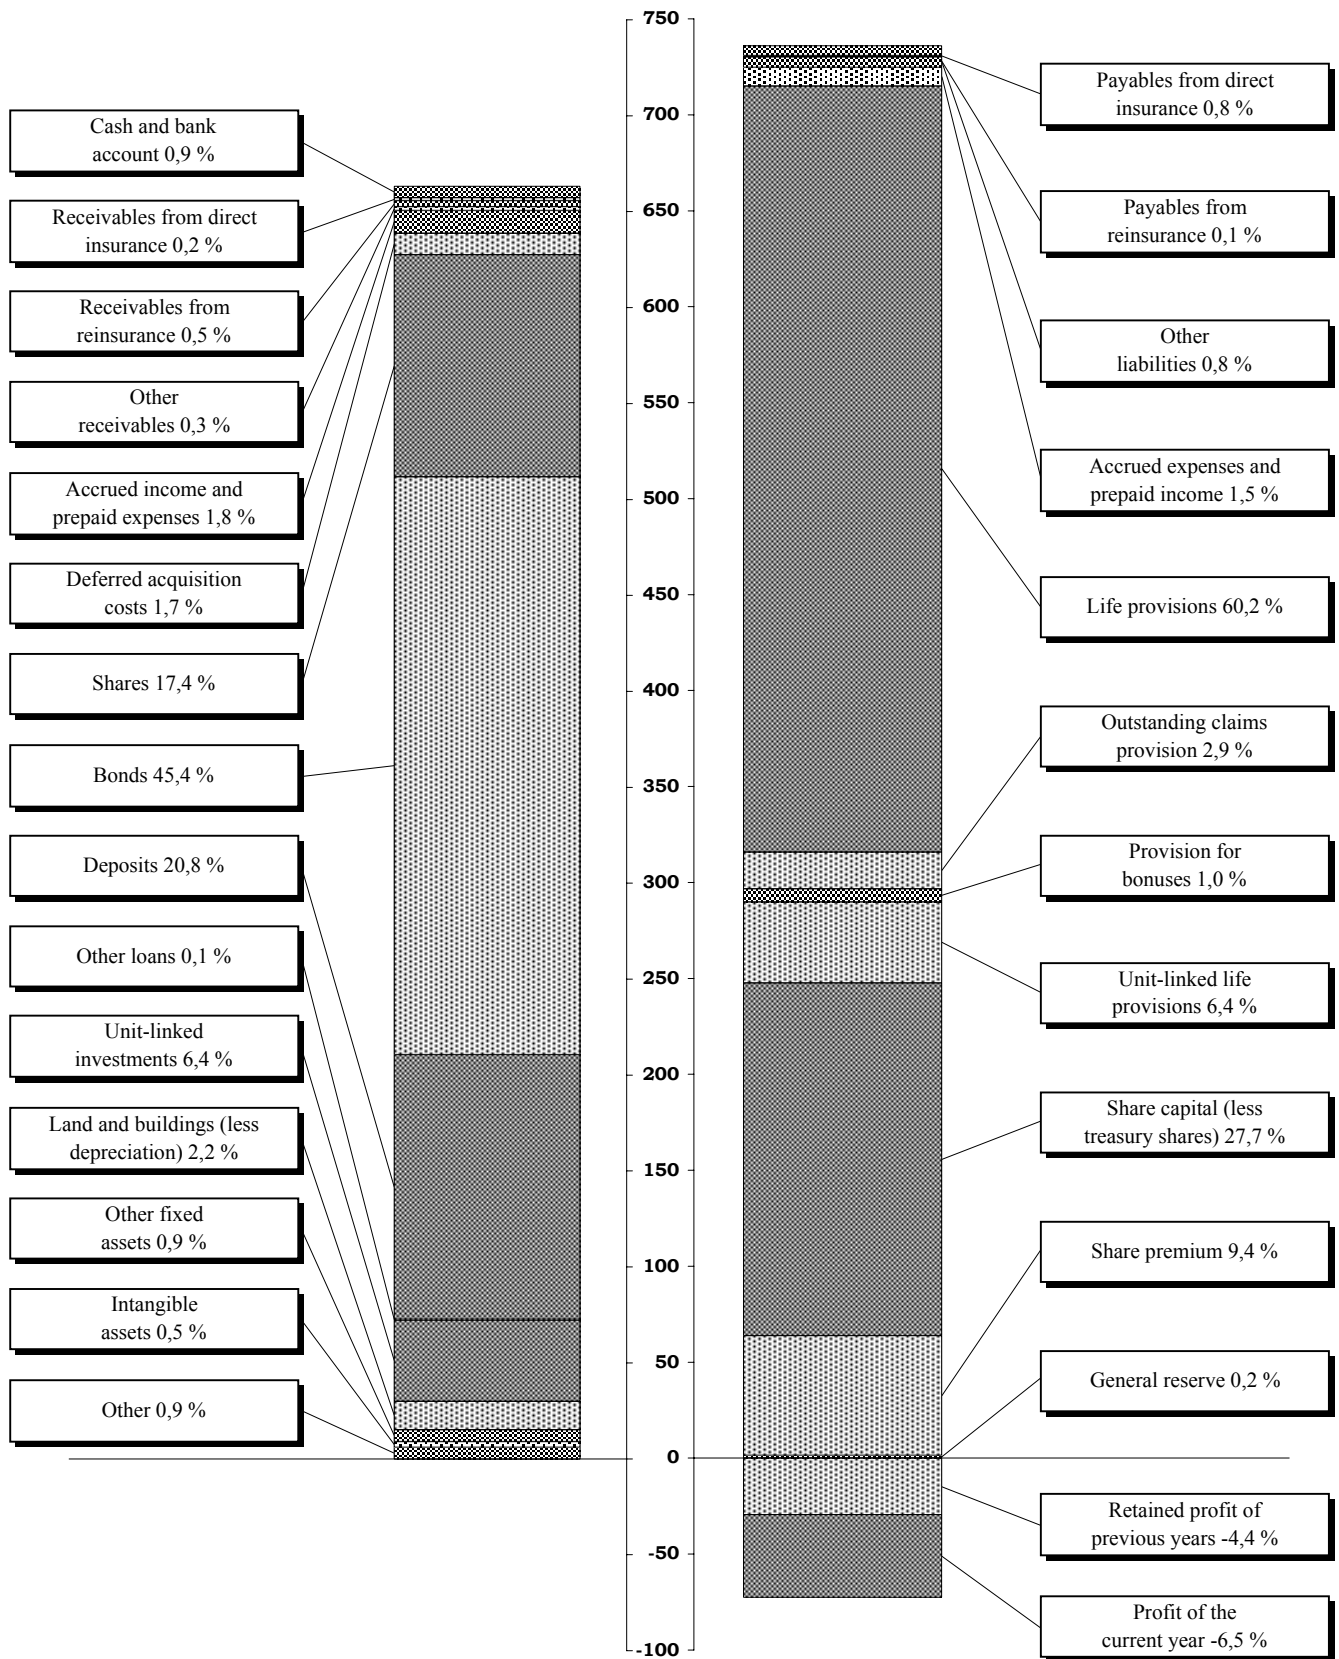 Cash and bank
account 0,9 %
Receivables from direct
insurance 0,2 %
Receivables from
reinsurance 0,5 %
Other
receivables 0,3 %
Accrued income and
prepaid expenses 1,8 %
Deferred acquisition
costs 1,7 %
Shares 17,4 %
Bonds 45,4 %
Deposits 20,8 %
Other loans 0,1 %
Unit-linked
investments 6,4 %
Land and buildings (less
depreciation) 2,2 %
Other fixed
assets 0,9 %
Intangible
assets 0,5 %
Other 0,9 %
750
700
650
600
550
500
450
400
350
300
250
200
150
100
50
0
-50
-100
Payables from direct
insurance 0,8 %
Payables from
reinsurance 0,1 %
Other
liabilities 0,8 %
Accrued expenses and
prepaid income 1,5 %
Life provisions 60,2 %
Outstanding claims
provision 2,9 %
Provision for
bonuses 1,0 %
Unit-linked life
provisions 6,4 %
Share capital (less
treasury shares) 27,7 %
Share premium 9,4 %
General reserve 0,2 %
Retained profit of
previous years -4,4 %
Profit of the
current year -6,5 %